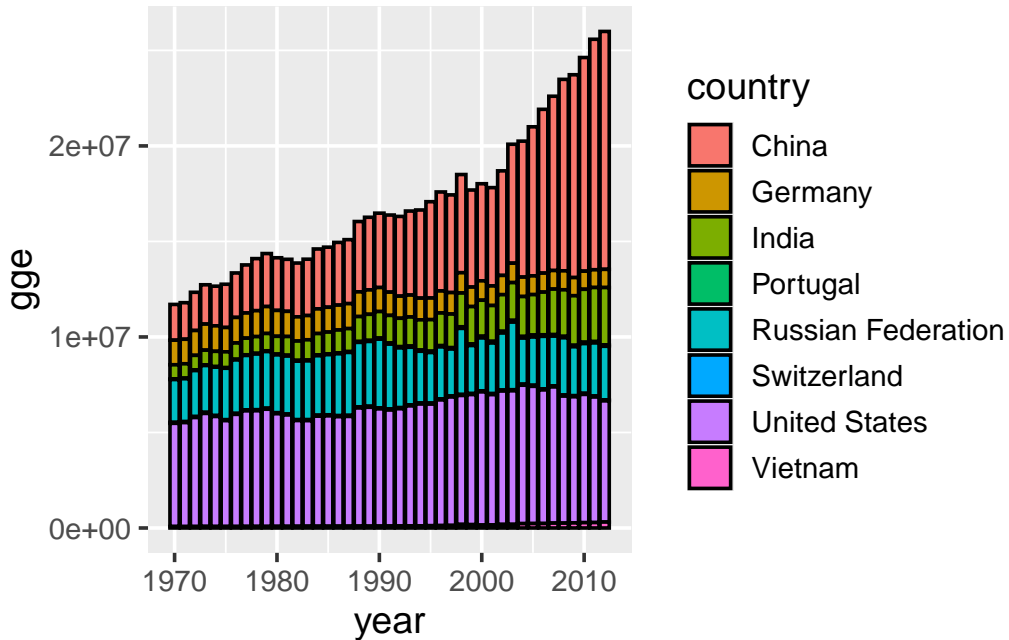 gge
2e+07
1e+07
0e+00
1970
1980
1990
2000
2010
year
country
China
Germany
India
Portugal
Russian Federation
Switzerland
United States
Vietnam